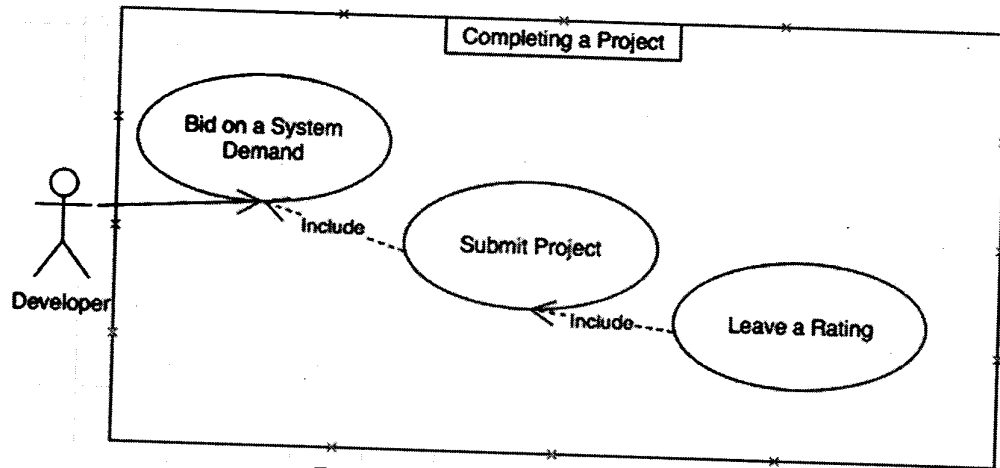 Completing a Project
Bid on a System
Demand
Include
Submit Project
Include
Leave a Rating
Developer